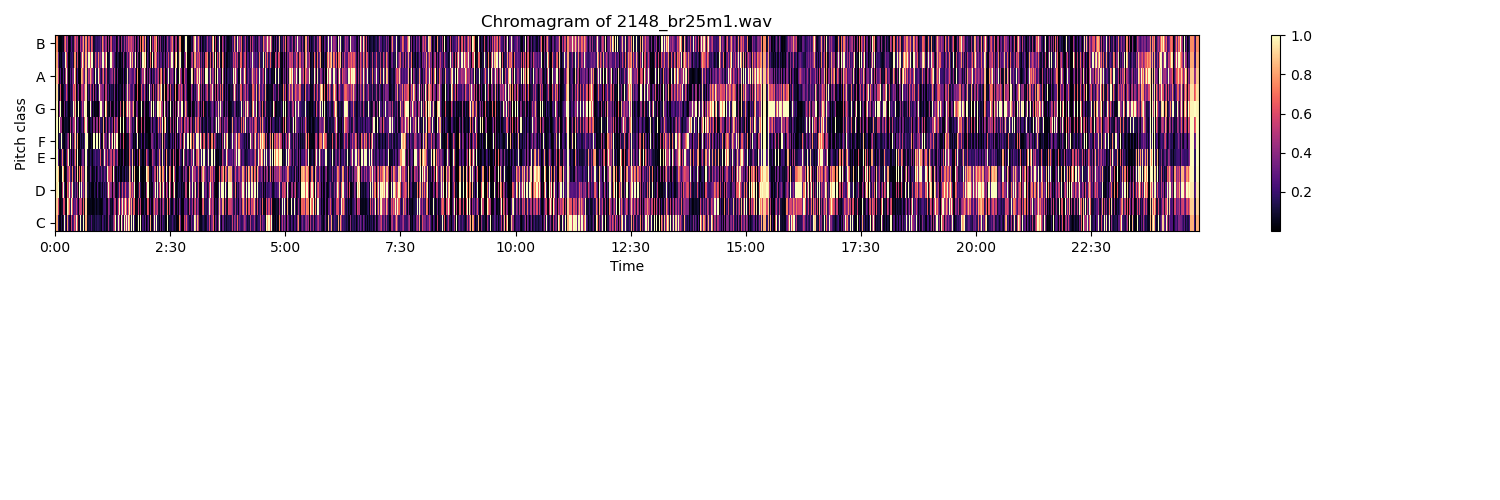 Chromagram of 2148_br25m1.wav
Pitch class
B
A
G
F
E
D
C
0:00 2:30 5:00 7:30 10:00 12:30 15:00 17:30 20:00 22:30
Time
1.0
0.8
0.6
0.4
0.2